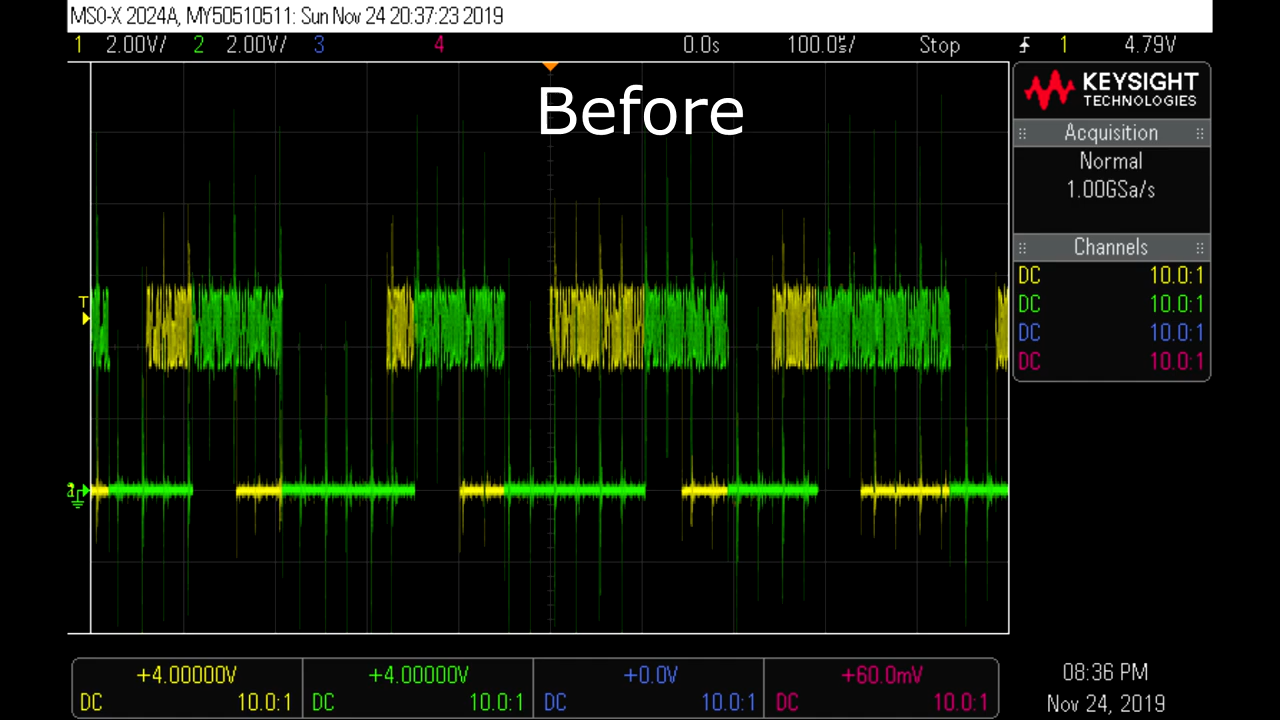 MSO-X 2024A, MY50510511: Sun Nov 24 20:37:23 2019
1 2.00V/ 2 2.00V/ 3 4 0.0s 100.0µs/ Stop 1 4.79V
Before
KEYSIGHT
TECHNOLOGIES
Acquisition
Normal
1.00GSa/s
Channels
DC 10.0:1
DC 10.0:1
DC 10.0:1
DC 10.0:1
T
+4.00000V +4.00000V +0.0V +60.0mV
DC 10.0:1 DC 10.0:1 DC 10.0:1 DC 10.0:1
08:36 PM
Nov 24, 2019